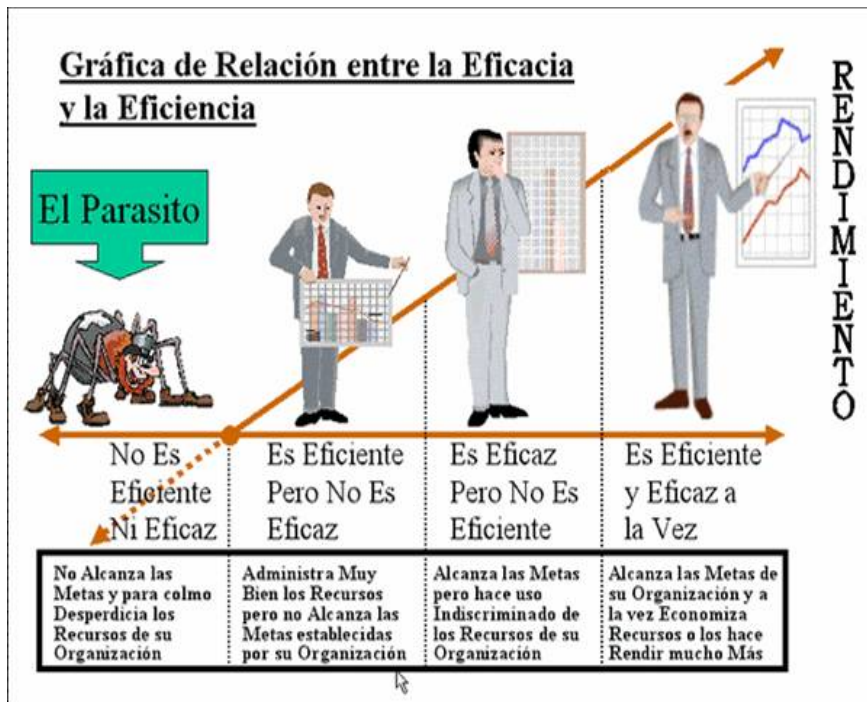 Gráfica de Relación entre la Eficacia
y la Eficiencia
El Parasito
RENDIMIENTO
No Es
Eficiente
Ni Eficaz
Es Eficiente
Pero No Es
Eficaz
Es Eficaz
Pero No Es
Eficiente
Es Eficiente
y Eficaz a
la Vez
No Alcanza las
Metas y para colmo
Desperdicia los
Recursos de su
Organización
Administra Muy
Bien los Recursos
pero no Alcanza las
Metas establecidas
por su Organización
Alcanza las Metas
pero hace uso
Indiscriminado de
los Recursos de su
Organización
Alcanza las Metas de
su Organización y a
la vez Economiza
Recursos o los hace
Rendir mucho Más